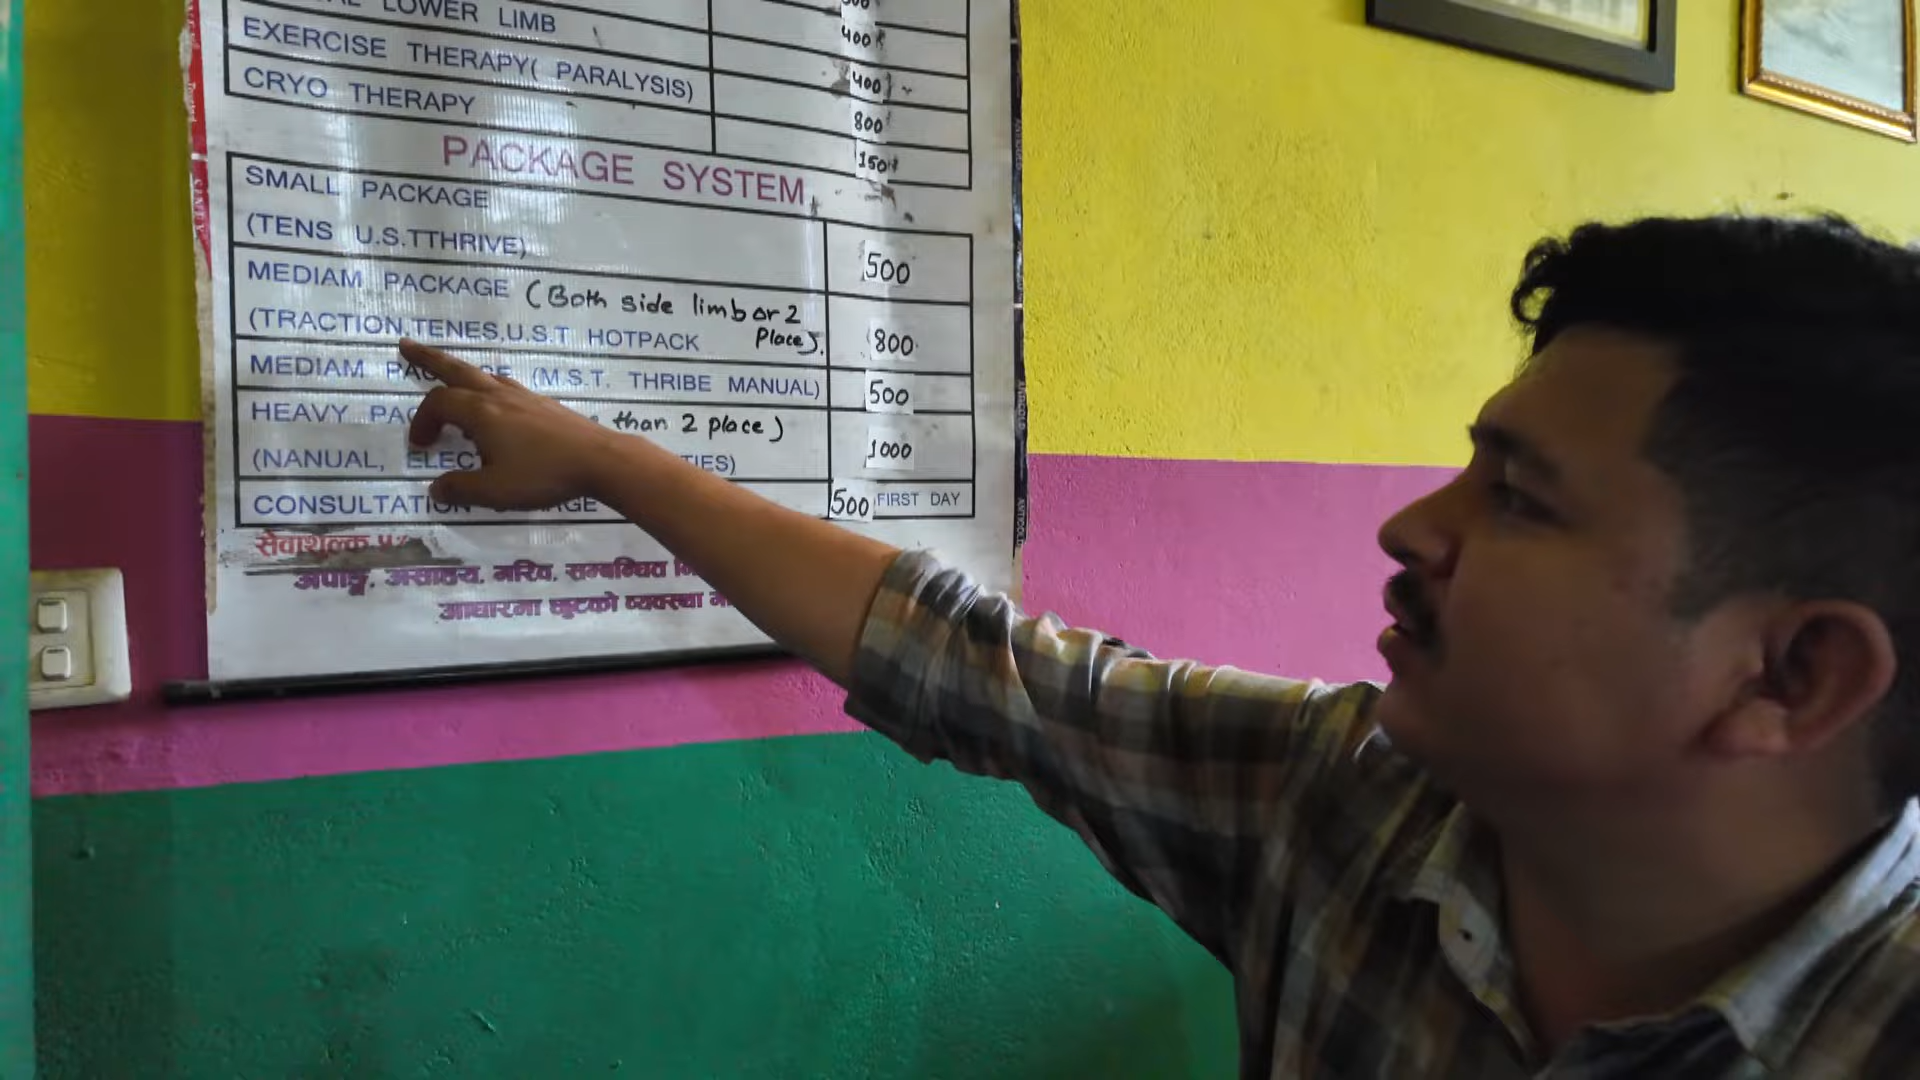 LOWER LIMB
400
EXERCISE THERAPY( PARALYSIS)
400
CRYO THERAPY
800
150
PACKAGE SYSTEM
SMALL PACKAGE
(TENS U.S.TTHRIVE)
500
MEDIAM PACKAGE (Both side limb or 2
Place).
(TRACTION,TENES,U.S.T HOTPACK
800
MEDIAM (M.S.T. THRIBE MANUAL)
500
HEAVY than 2 place)
(NANUAL,
1000
500 FIRST DAY
सेवाशुल्क
अपाङ्ग, असाहय, गरिव, सम्बन्धित
आधारमा छुटको व्यवस्था